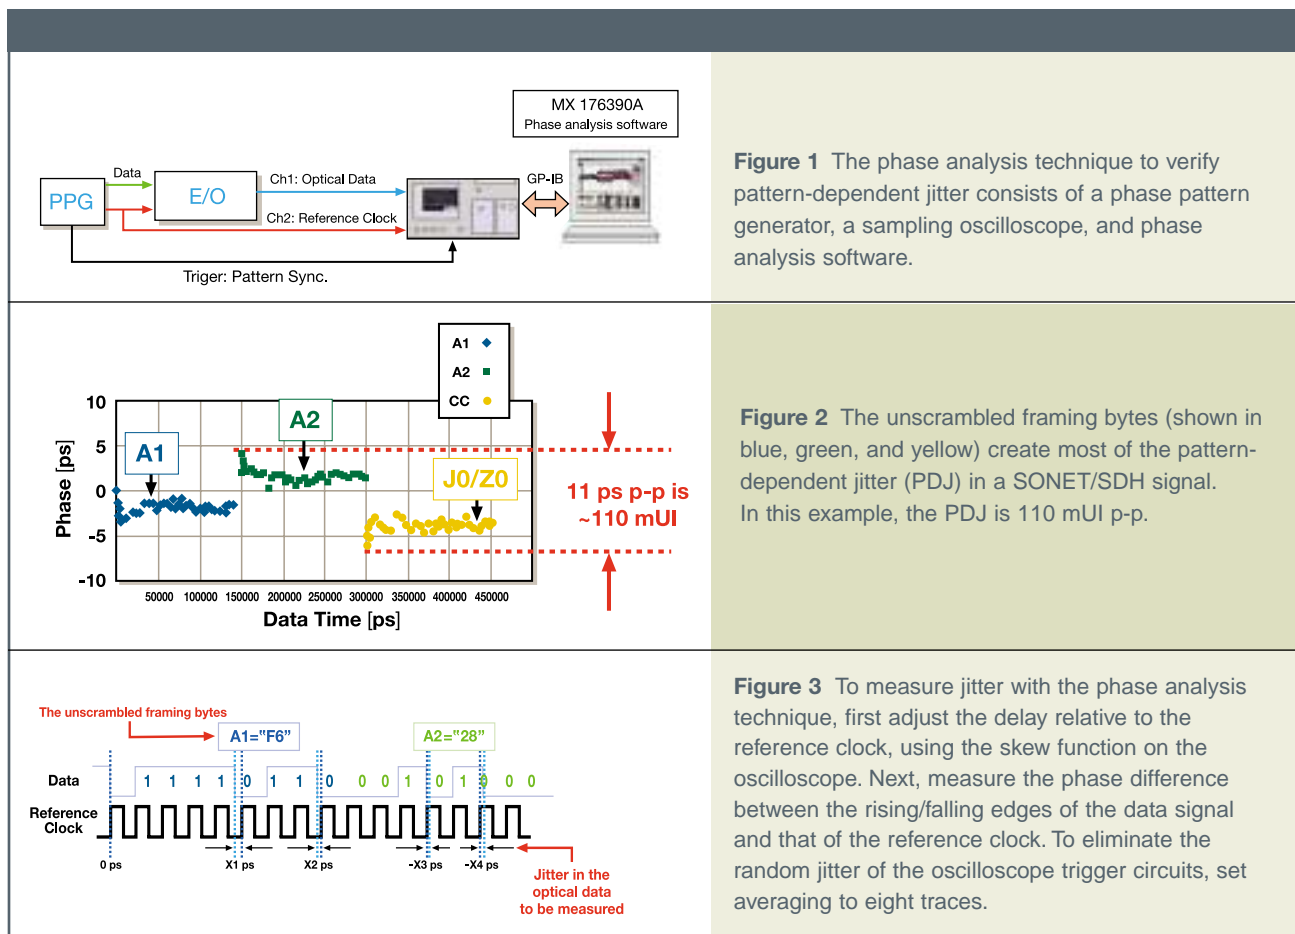 MX 176390A
Phase analysis software
Data
Ch1: Optical Data
GP-IB
PPG
E/O
Ch2: Reference Clock
Triger: Pattern Sync.
Figure 1 The phase analysis technique to verify
pattern-dependent jitter consists of a phase pattern
generator, a sampling oscilloscope, and phase
analysis software.
A1
A2
CC
10
5
0
-5
-10
Phase [ps]
A1
A2
J0/Z0
11 ps p-p is
~110 mUI
50000 100000 150000 200000 250000 300000 350000 400000 450000
Data Time [ps]
Figure 2 The unscrambled framing bytes (shown in
blue, green, and yellow) create most of the pattern-
dependent jitter (PDJ) in a SONET/SDH signal.
In this example, the PDJ is 110 mUI p-p.
The unscrambled framing bytes
A1="F6"
A2="28"
Data
1 1 1 1 0 1 1 0 0 0 1 0 1 0 0 0
Reference
Clock
0 ps
X1 ps
X2 ps
-X3 ps
-X4 ps
Jitter in the
optical data
to be measured
Figure 3 To measure jitter with the phase analysis
technique, first adjust the delay relative to the
reference clock, using the skew function on the
oscilloscope. Next, measure the phase difference
between the rising/falling edges of the data signal
and that of the reference clock. To eliminate the
random jitter of the oscilloscope trigger circuits, set
averaging to eight traces.